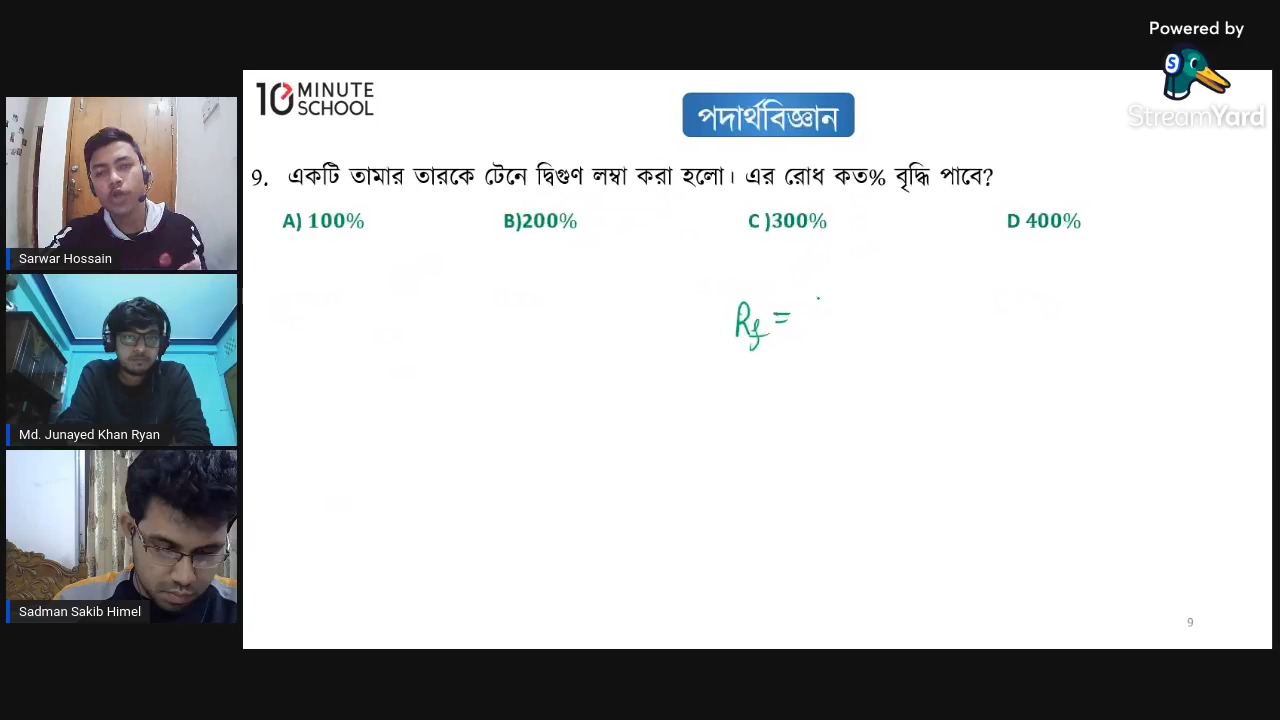 Powered by
StreamYard
10 MINUTE
SCHOOL
পদার্থবিজ্ঞান
9. একটি তামার তারকে টেনে দ্বিগুণ লম্বা করা হলো। এর রোধ কত% বৃদ্ধি পাবে?
A) 100% B)200% C )300% D 400%
Rf =
Sarwar Hossain
Md. Junayed Khan Ryan
Sadman Sakib Himel
9